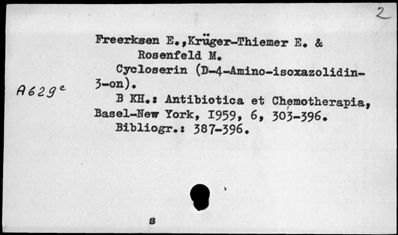 2
Freerksen E.,Krüger-Thiemer E. &
Rosenfeld M.
Cycloserin (D-4-Amino-isoxazolidin-
3-on).
A629c
B KH.: Antibiotica et Chemotherapia,
Basel-New York, 1959, 6, 303-396.
Bibliogr.: 387-396.
s